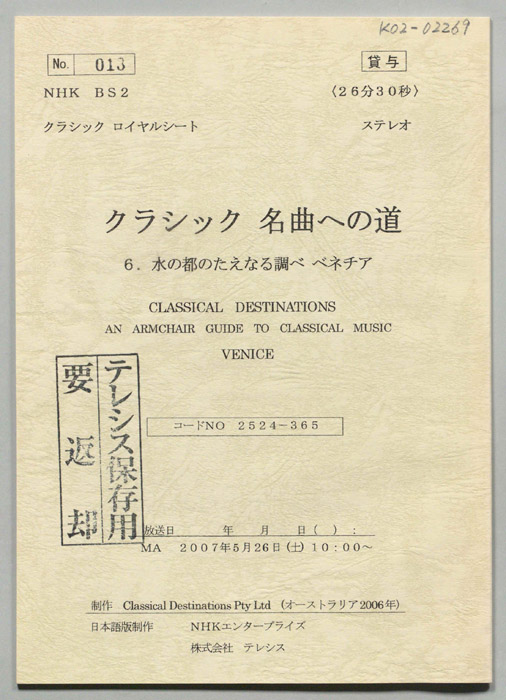 K02-02269
No. 013
貸与
NHK BS2
〈26分30秒〉
クラシック ロイヤルシート
ステレオ
クラシック 名曲への道
6. 水の都のたえなる調べ ベネチア
CLASSICAL DESTINATIONS
AN ARMCHAIR GUIDE TO CLASSICAL MUSIC
VENICE
テレシス保存用
要返却
コードNO 2524-365
放送日 年 月 日( ) :
MA 2007年5月26日(土)10:00~
制作 Classical Destinations Pty Ltd (オーストラリア2006年)
日本語版制作 NHKエンタープライズ
株式会社 テレシス